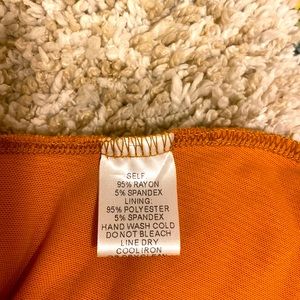 SELF:
95% RAYON
5% SPANDEX
LINING:
95% POLYESTER
5% SPANDEX
HAND WASH COLD
DO NOT BLEACH
LINE DRY
COOL IRON